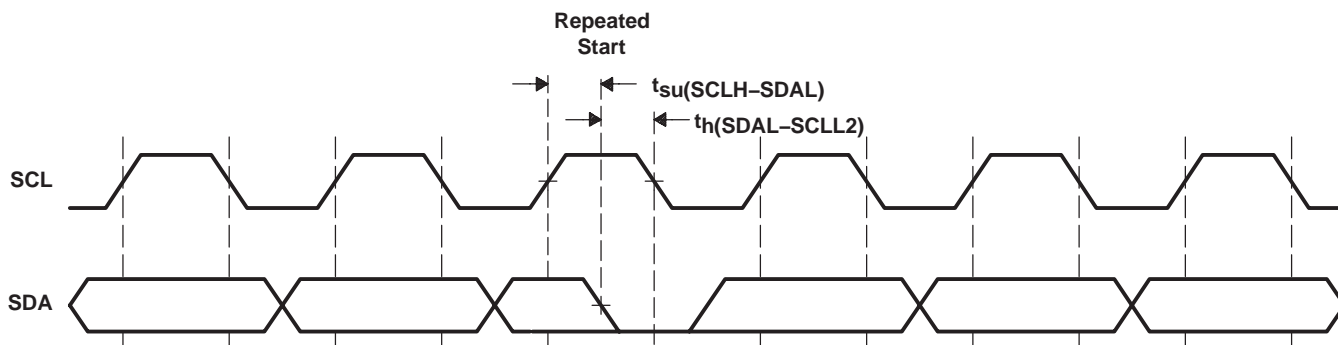 Repeated
Start
tsu(SCLH–SDAL)
th(SDAL–SCLL2)
SCL
SDA